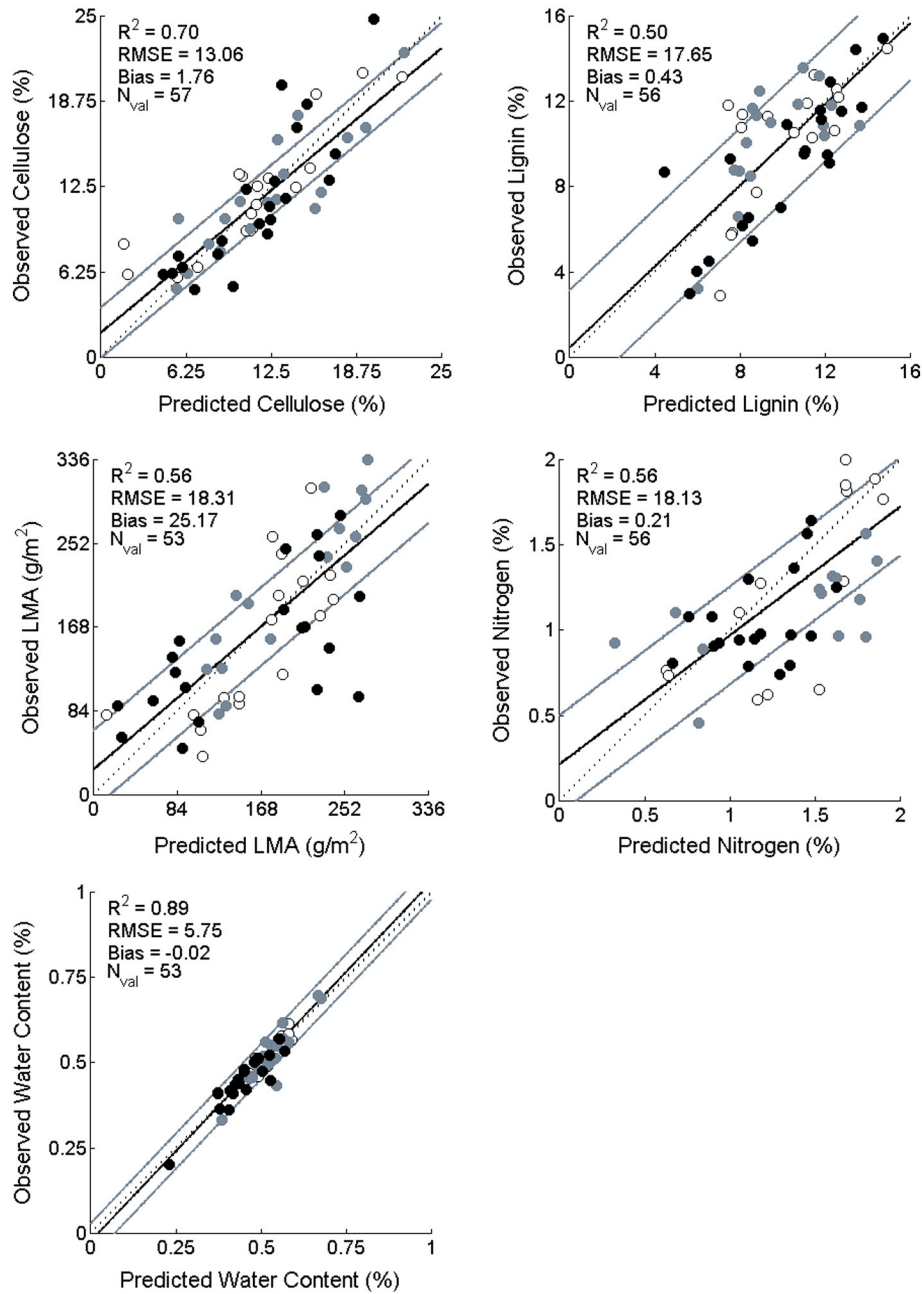 25
18.75
12.5
6.25
0
Observed Cellulose (%)
R² = 0.70
RMSE = 13.06
Bias = 1.76
N_val = 57
0 6.25 12.5 18.75 25
Predicted Cellulose (%)
16
12
8
4
0
Observed Lignin (%)
R² = 0.50
RMSE = 17.65
Bias = 0.43
N_val = 56
0 4 8 12 16
Predicted Lignin (%)
336
252
168
84
0
Observed LMA (g/m²)
R² = 0.56
RMSE = 18.31
Bias = 25.17
N_val = 53
0 84 168 252 336
Predicted LMA (g/m²)
2
1.5
1
0.5
0
Observed Nitrogen (%)
R² = 0.56
RMSE = 18.13
Bias = 0.21
N_val = 56
0 0.5 1 1.5 2
Predicted Nitrogen (%)
1
0.75
0.5
0.25
0
Observed Water Content (%)
R² = 0.89
RMSE = 5.75
Bias = -0.02
N_val = 53
0 0.25 0.5 0.75 1
Predicted Water Content (%)